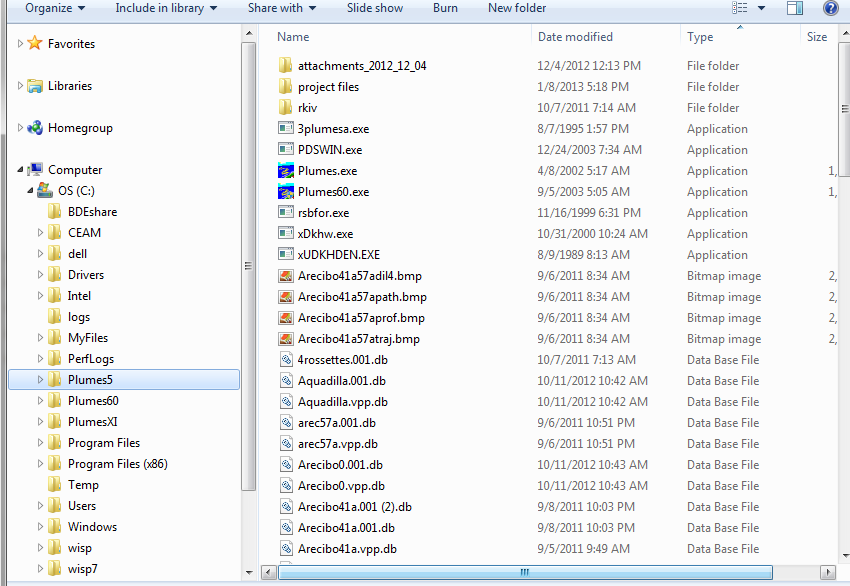 Organize Include in library Share with Slide show Burn New folder
Favorites
Libraries
Homegroup
Computer
OS (C:)
BDEshare
CEAM
dell
Drivers
Intel
logs
MyFiles
PerfLogs
Plumes5
Plumes60
PlumesXI
Program Files
Program Files (x86)
Temp
Users
Windows
wisp
wisp7
Name Date modified Type Size
attachments_2012_12_04 12/4/2012 12:13 PM File folder
project files 1/8/2013 5:18 PM File folder
rkiv 10/7/2011 7:14 AM File folder
3plumesa.exe 8/7/1995 1:57 PM Application
PDSWIN.exe 12/24/2003 7:34 AM Application
Plumes.exe 4/8/2002 5:17 AM Application 1,
Plumes60.exe 9/5/2003 5:05 AM Application 1,
rsbfor.exe 11/16/1999 6:31 PM Application
xDkhw.exe 10/31/2000 10:24 AM Application
xUDKHDEN.EXE 8/9/1989 8:13 AM Application
Arecibo41a57adil4.bmp 9/6/2011 8:34 AM Bitmap image 2,
Arecibo41a57apath.bmp 9/6/2011 8:34 AM Bitmap image 2,
Arecibo41a57aprof.bmp 9/6/2011 8:34 AM Bitmap image 2,
Arecibo41a57atraj.bmp 9/6/2011 8:34 AM Bitmap image 2,
4rossettes.001.db 10/7/2011 7:13 AM Data Base File
Aquadilla.001.db 10/11/2012 10:42 AM Data Base File
Aquadilla.vpp.db 10/11/2012 10:42 AM Data Base File
arec57a.001.db 9/6/2011 10:51 PM Data Base File
arec57a.vpp.db 9/6/2011 10:51 PM Data Base File
Arecibo0.001.db 10/11/2012 10:43 AM Data Base File
Arecibo0.vpp.db 10/11/2012 10:43 AM Data Base File
Arecibo41a.001 (2).db 9/8/2011 10:03 PM Data Base File
Arecibo41a.001.db 9/8/2011 10:03 PM Data Base File
Arecibo41a.vpp.db 9/5/2011 9:49 AM Data Base File